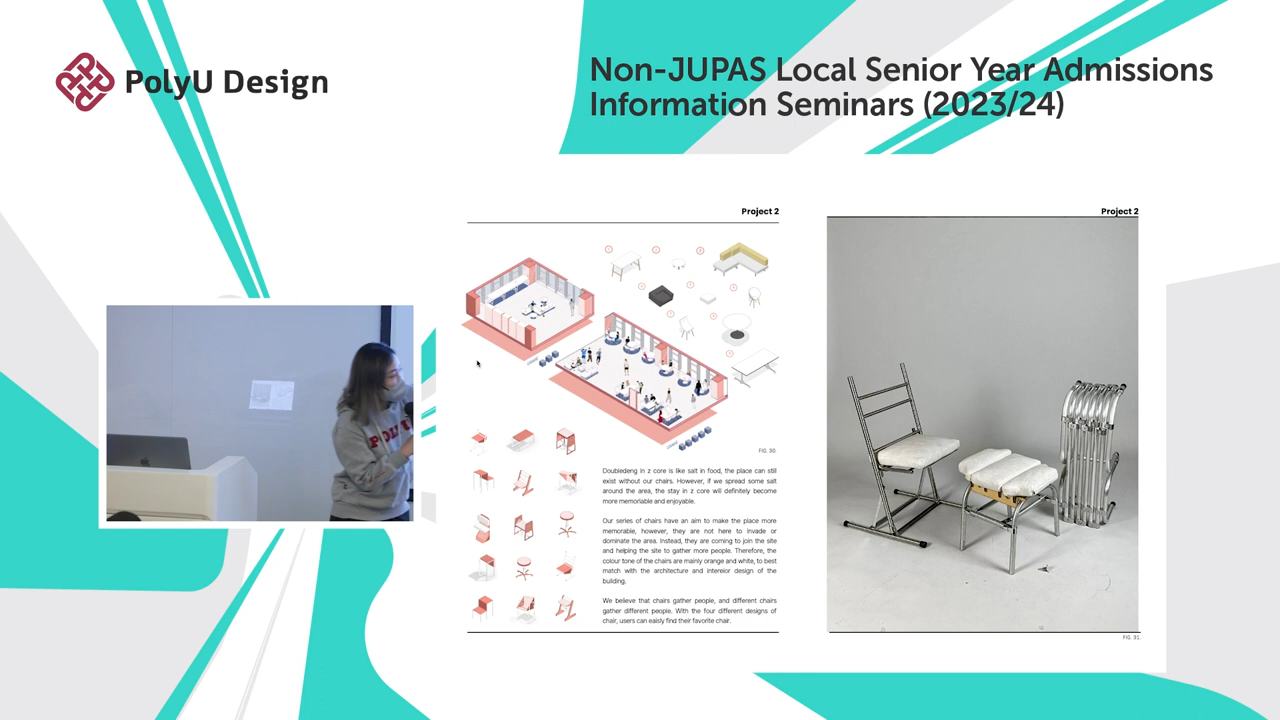 PolyU Design
Non-JUPAS Local Senior Year Admissions
Information Seminars (2023/24)
Project 2
FIG. 30.
Doubledeng in z core is like salt in food, the place can still
exist without our chairs. However, if we spread some salt
around the area, the stay in z core will definitely become
more memorlable and enjoyable.
Our series of chairs have an aim to make the place more
memorable, however, they are not here to invade or
dominate the area. Instead, they are coming to join the site
and helping the site to gather more people. Therefore, the
colour tone of the chairs are mainly orange and white, to best
match with the architecture and intereior design of the
building.
We believe that chairs gather people, and different chairs
gather different people. With the four different designs of
chair, users can eaisly find their favorite chair.
Project 2
FIG. 31.